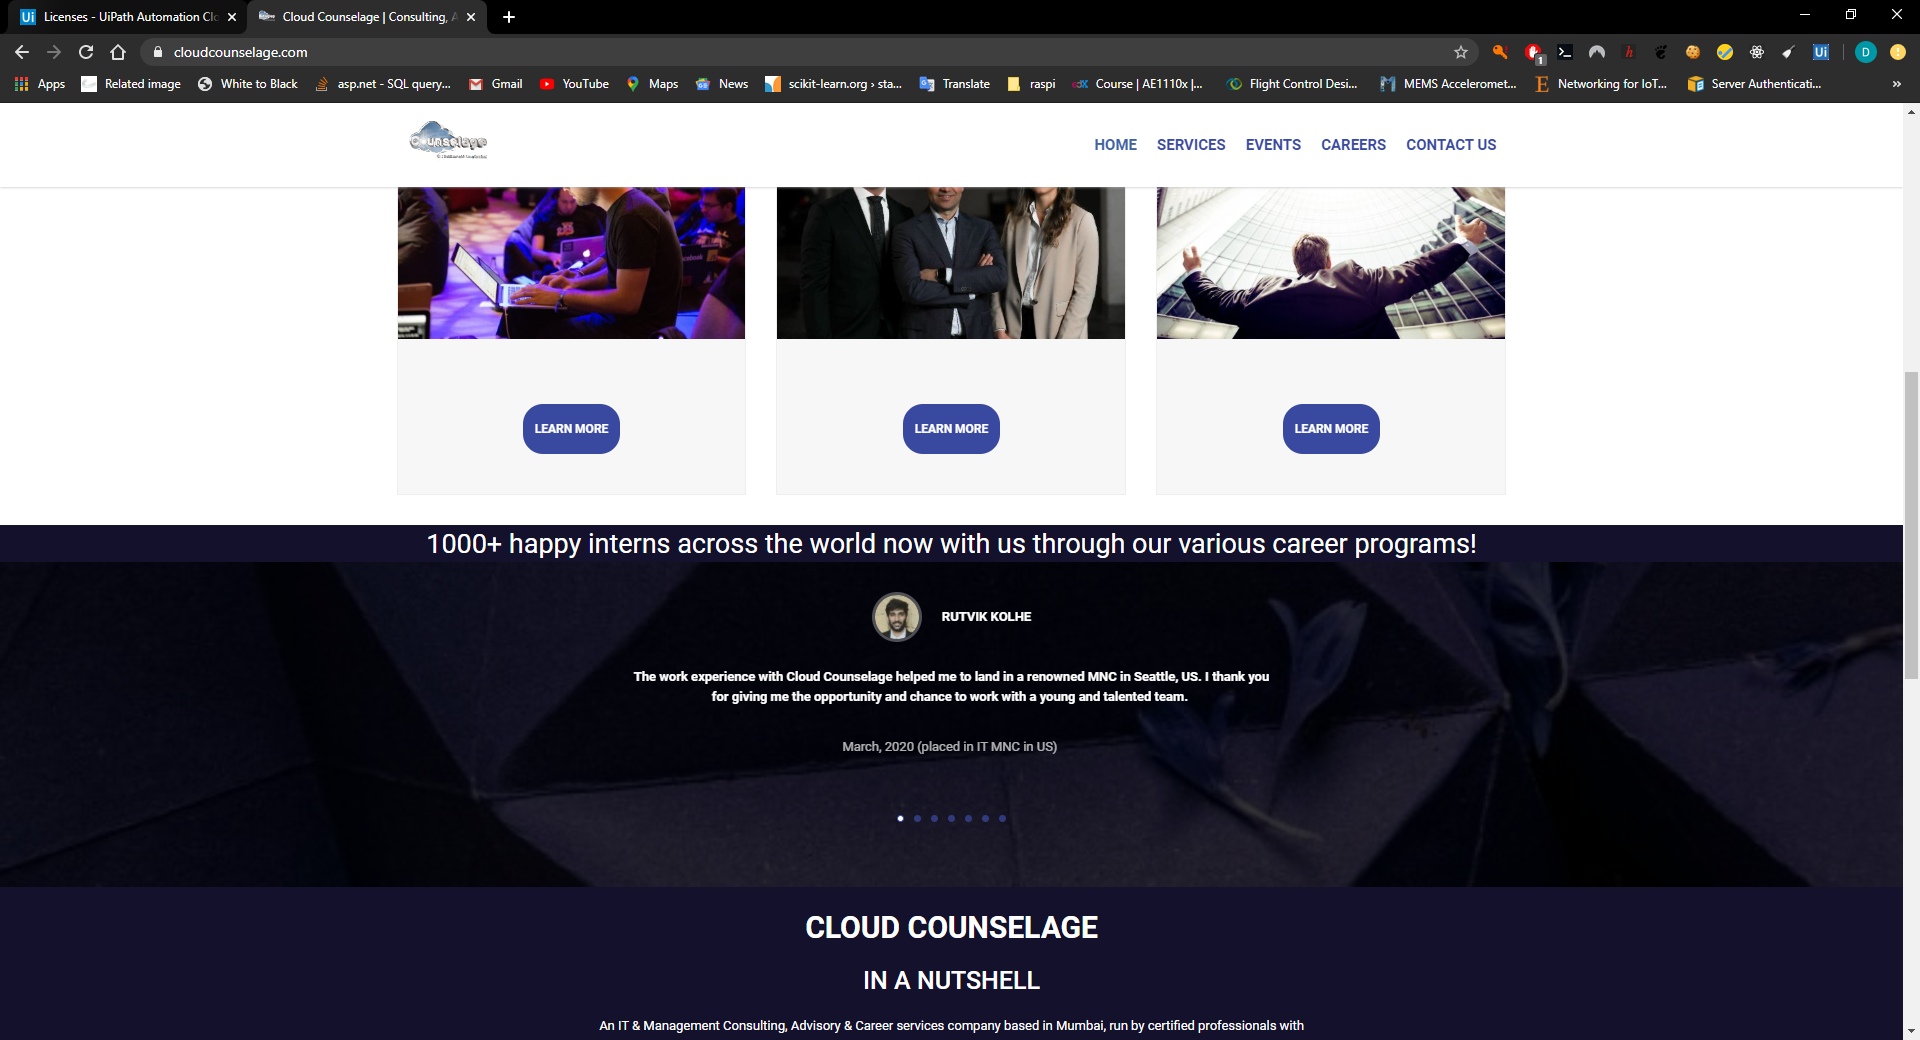 Licenses - UiPath Automation Clo
Cloud Counselage | Consulting, A
cloudcounselage.com
1
Ui
D
Apps
Related image
White to Black
asp.net - SQL query...
Gmail
YouTube
Maps
News
scikit-learn.org › sta...
Translate
raspi
Course | AE1110x |...
Flight Control Desi...
MEMS Acceleromet...
Networking for IoT...
Server Authenticati...
Counselage
HOME
SERVICES
EVENTS
CAREERS
CONTACT US
LEARN MORE
LEARN MORE
LEARN MORE
1000+ happy interns across the world now with us through our various career programs!
RUTVIK KOLHE
The work experience with Cloud Counselage helped me to land in a renowned MNC in Seattle, US. I thank you
for giving me the opportunity and chance to work with a young and talented team.
March, 2020 (placed in IT MNC in US)
CLOUD COUNSELAGE
IN A NUTSHELL
An IT & Management Consulting, Advisory & Career services company based in Mumbai, run by certified professionals with